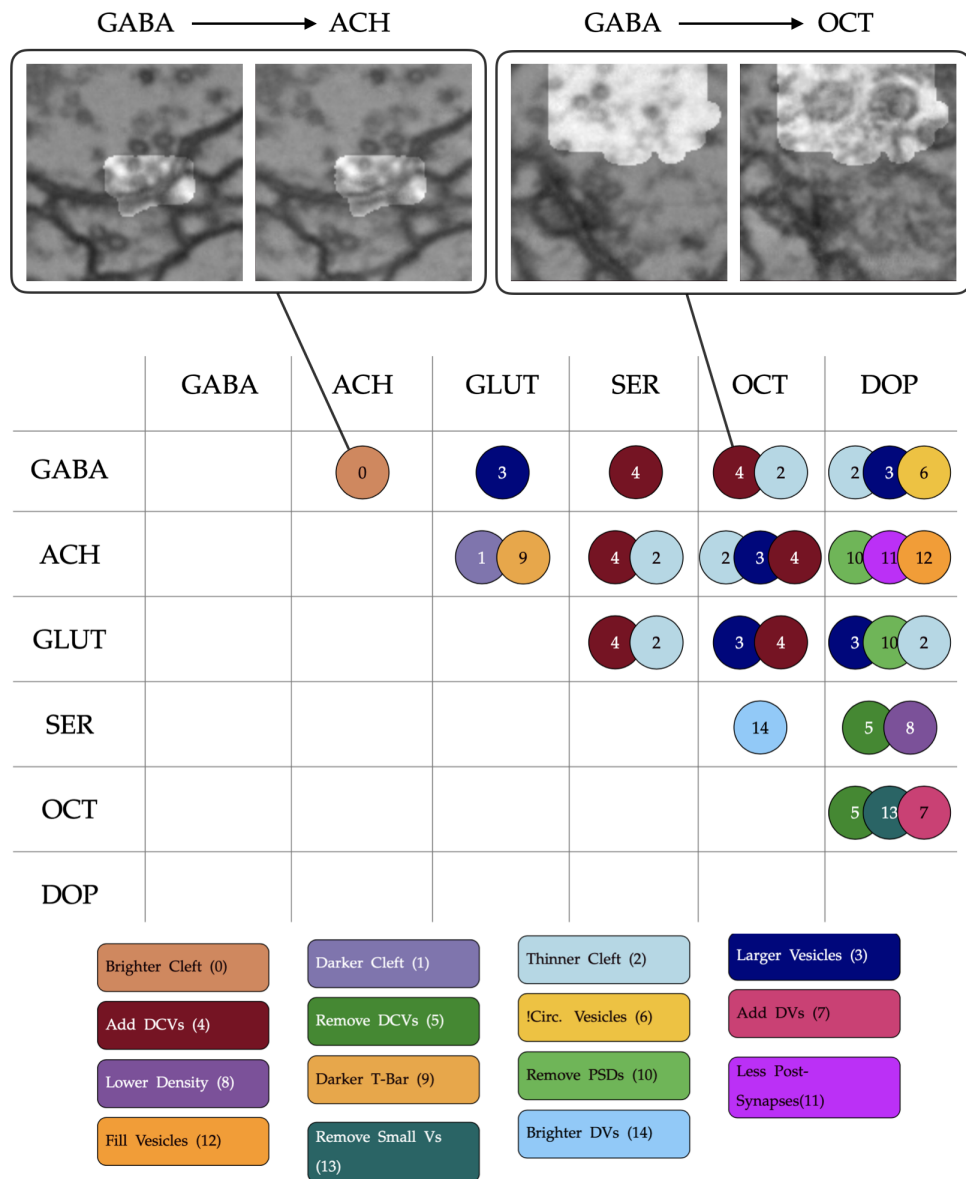 GABA ACH
GABA OCT
GABA ACH GLUT SER OCT DOP
GABA 0 3 4 4 2 2 3 6
ACH 1 9 4 2 2 3 4 10 11 12
GLUT 4 2 3 4 3 10 2
SER 14 5 8
OCT 5 13 7
DOP
Brighter Cleft (0)
Darker Cleft (1)
Thinner Cleft (2)
Larger Vesicles (3)
Add DCVs (4)
Remove DCVs (5)
!Circ. Vesicles (6)
Add DVs (7)
Lower Density (8)
Darker T-Bar (9)
Remove PSDs (10)
Less Post-
Synapses(11)
Fill Vesicles (12)
Remove Small Vs
(13)
Brighter DVs (14)